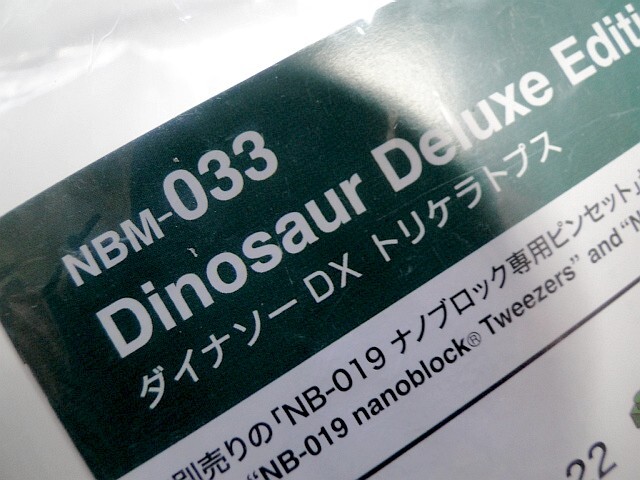 NBM-033
Dinosaur Deluxe Editi
ダイナソー DX トリケラトプス
別売りの「NB-019 ナノブロック専用ピンセット」
"NB-019 nanoblock® Tweezers" and "N
22